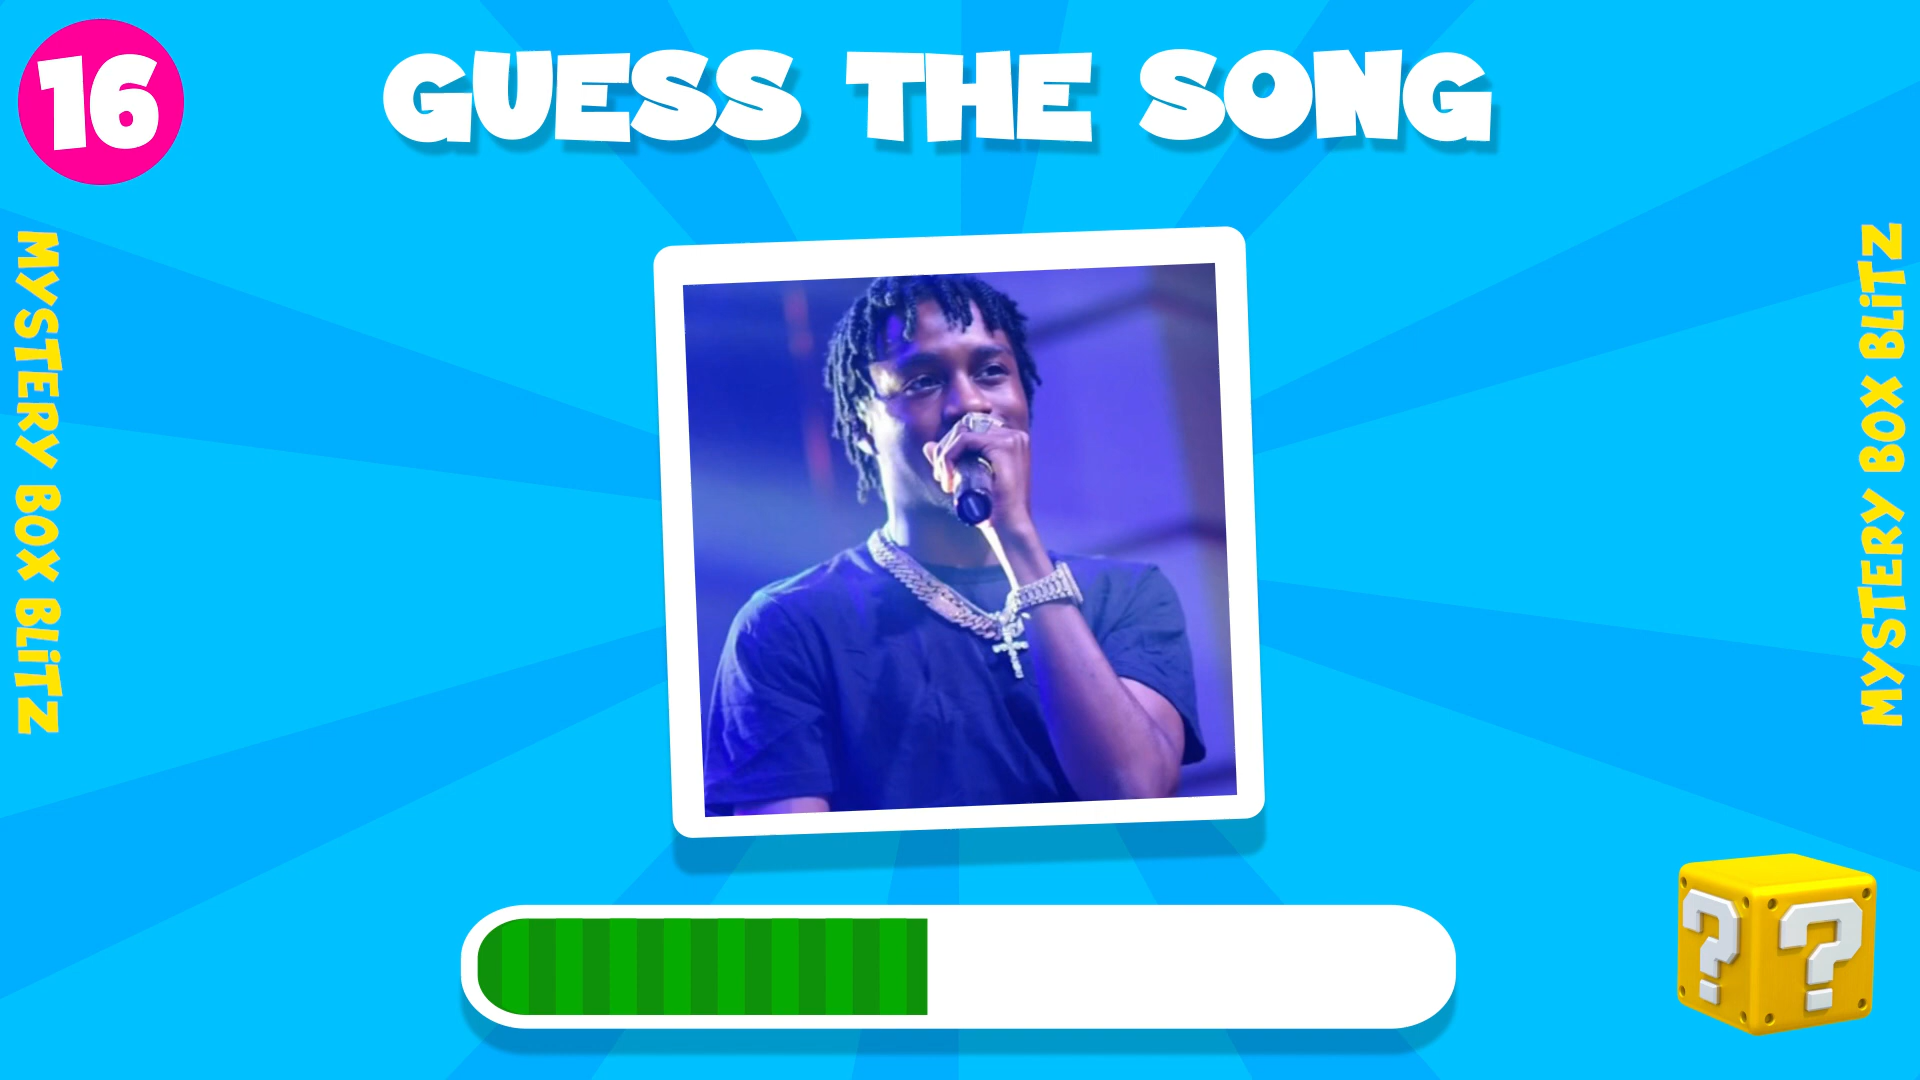 16
GUESS THE SONG
MYSTERY BOX BLiTZ
MYSTERY BOX BLiTZ
? ?